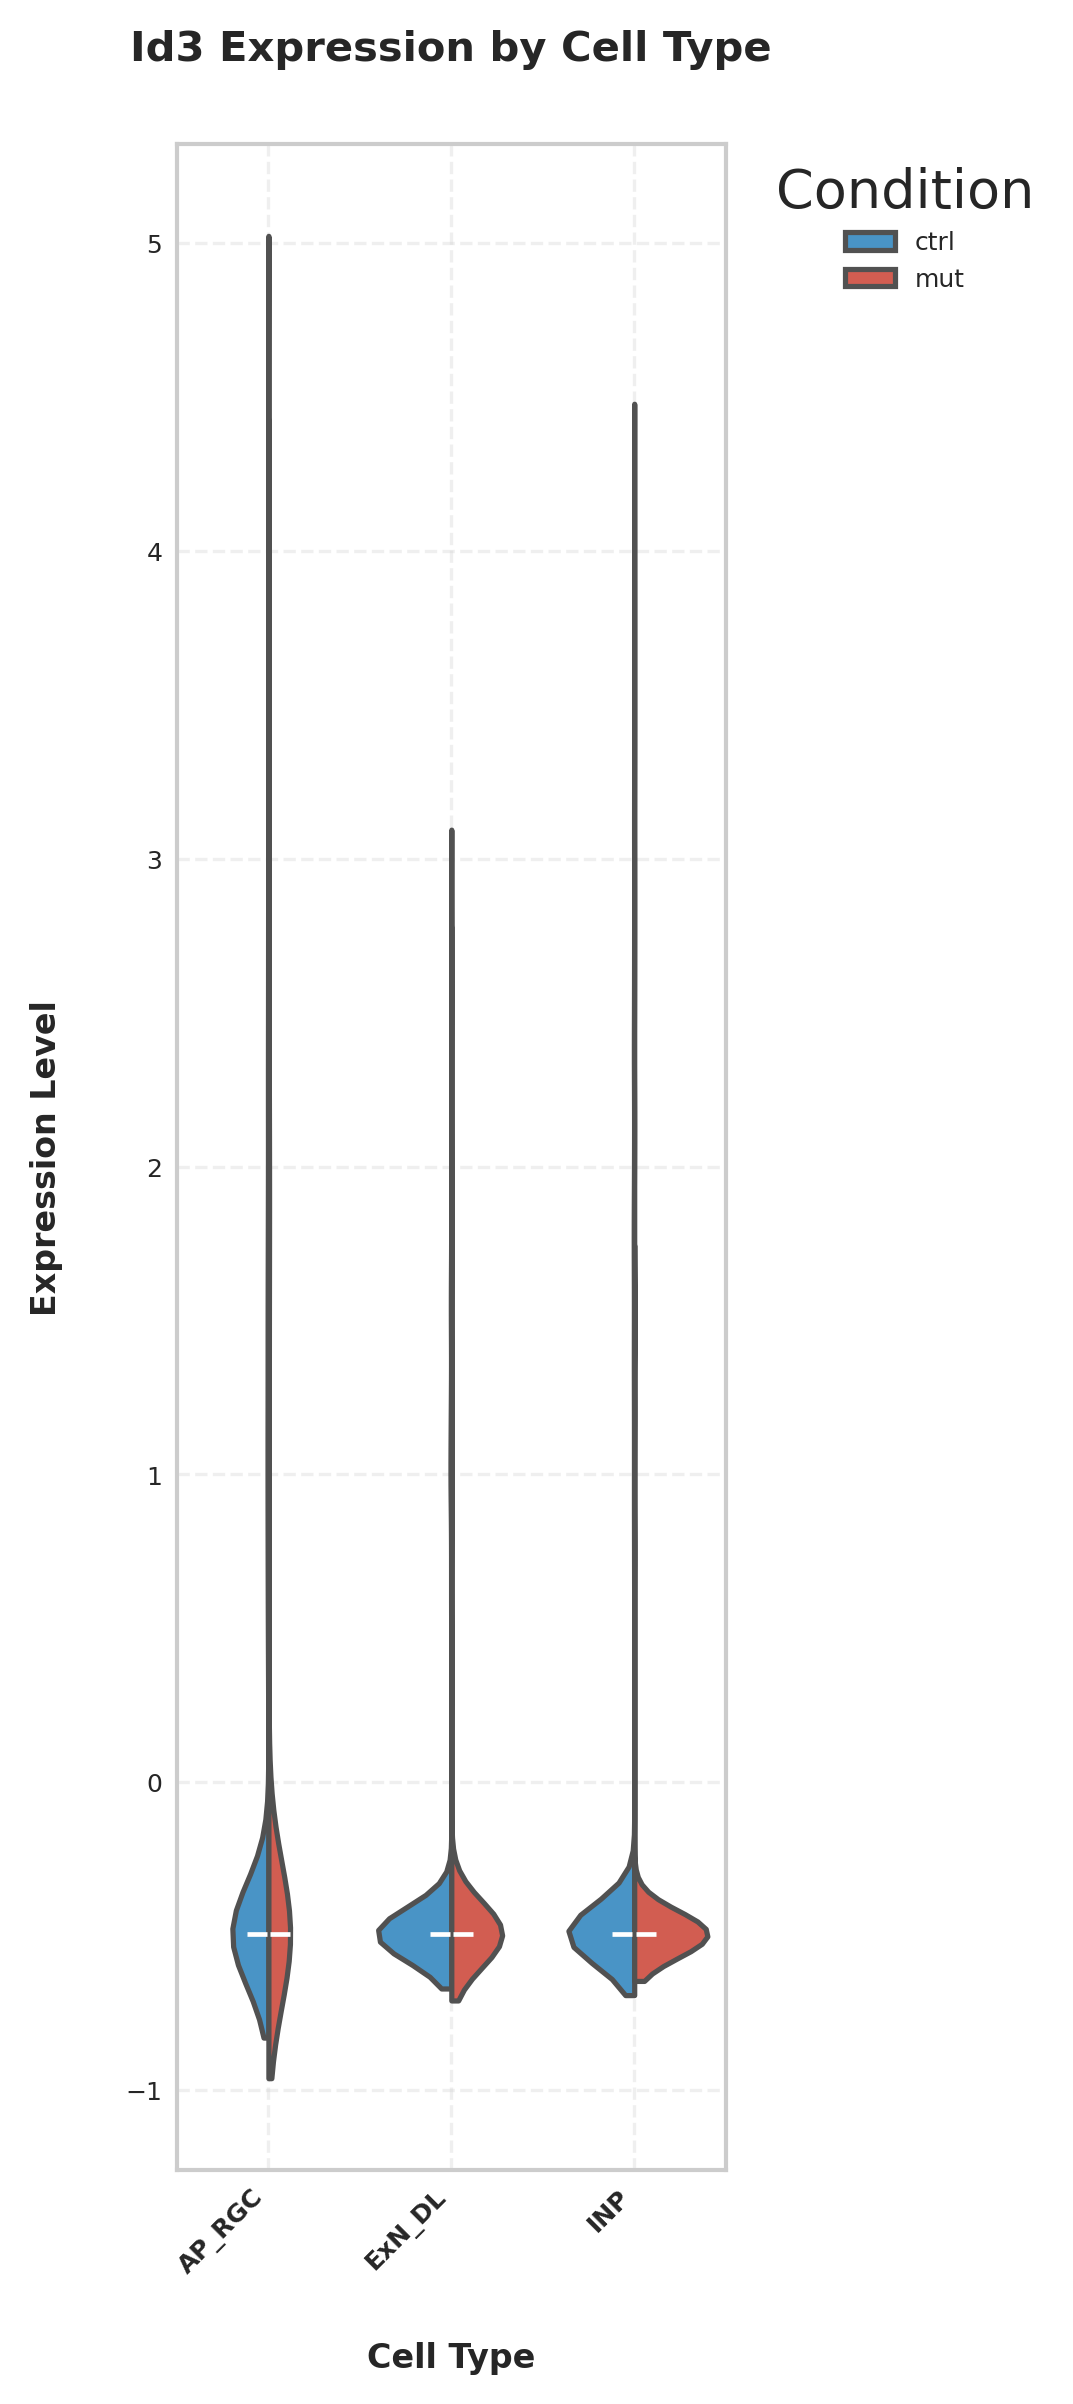 Id3 Expression by Cell Type
Condition
ctrl
mut
5
4
3
2
1
0
−1
Expression Level
AP_RGC
ExN_DL
INP
Cell Type